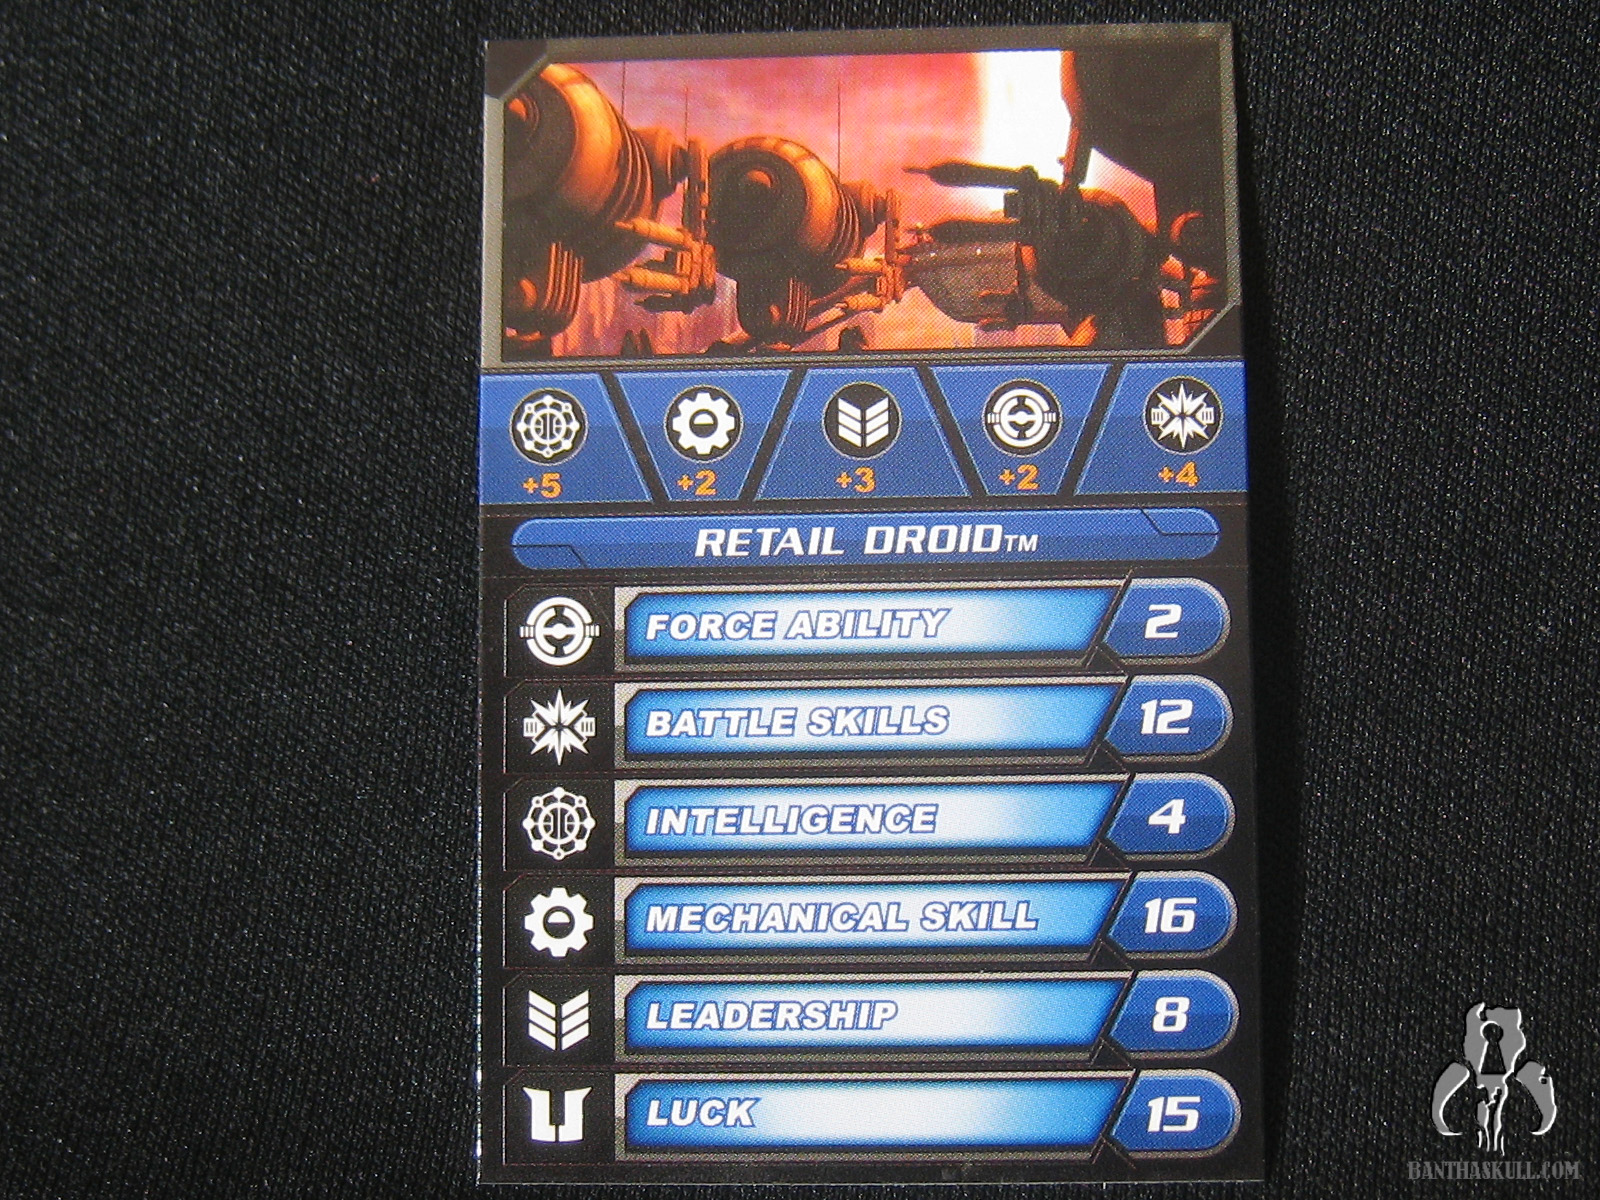 +5 +2 +3 +2 +4
RETAIL DROID™
FORCE ABILITY 2
BATTLE SKILLS 12
INTELLIGENCE 4
MECHANICAL SKILL 16
LEADERSHIP 8
LUCK 15
BANTHASKULL.COM